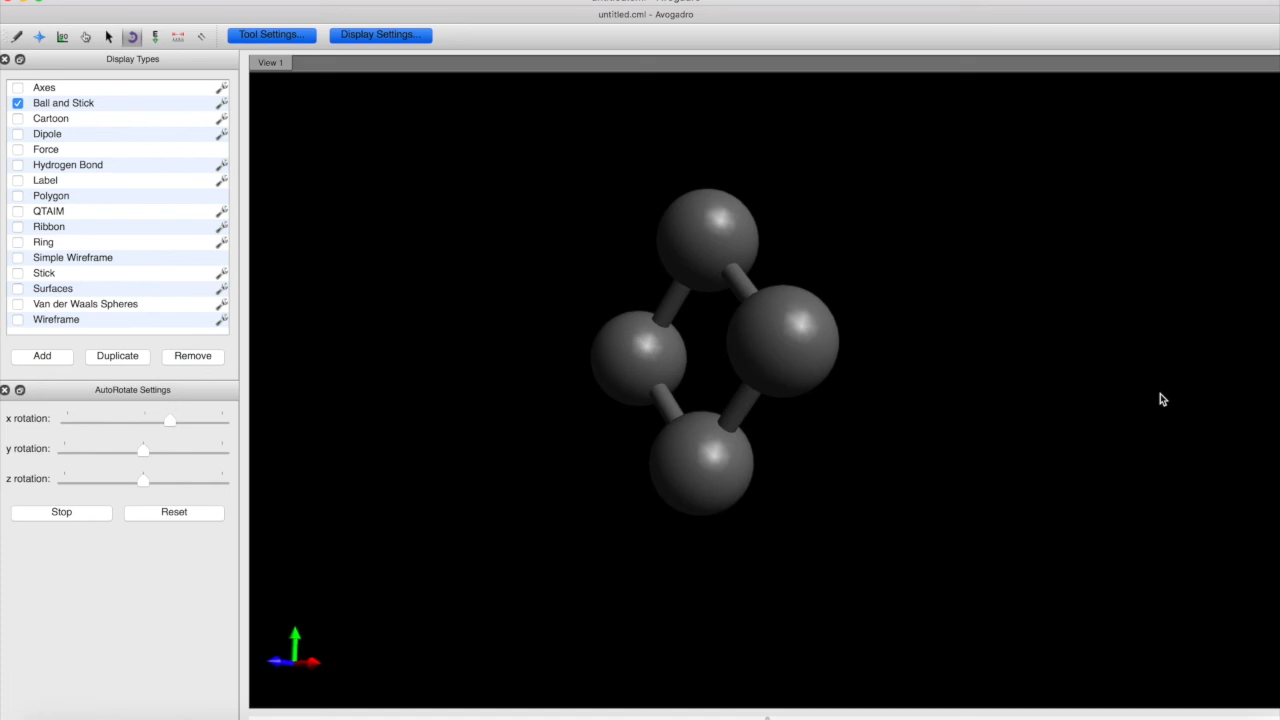 untitled.cml - Avogadro
Tool Settings...
Display Settings...
Display Types
View 1
Axes
Ball and Stick
Cartoon
Dipole
Force
Hydrogen Bond
Label
Polygon
QTAIM
Ribbon
Ring
Simple Wireframe
Stick
Surfaces
Van der Waals Spheres
Wireframe
Add
Duplicate
Remove
AutoRotate Settings
x rotation:
y rotation:
z rotation:
Stop
Reset